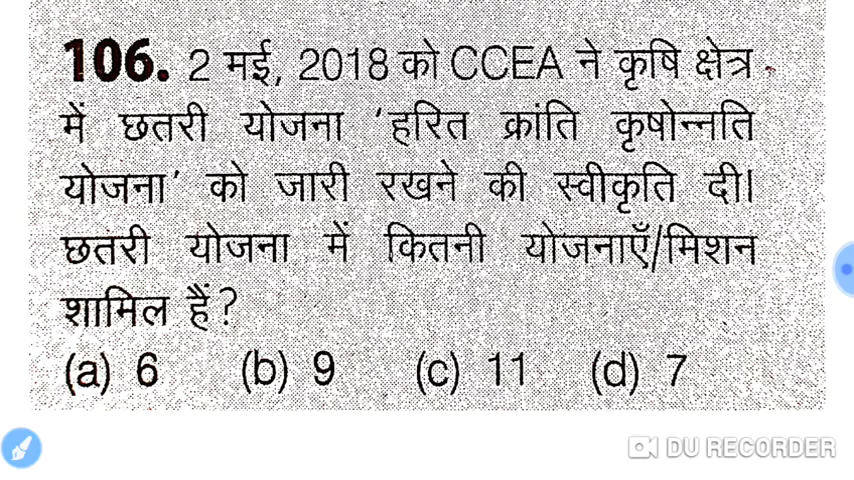 106. 2 मई, 2018 को CCEA ने कृषि क्षेत्र
में छतरी योजना 'हरित क्रांति कृषोन्नति
योजना' को जारी रखने की स्वीकृति दी।
छतरी योजना में कितनी योजनाएँ/मिशन
शामिल हैं?
(a) 6 (b) 9 (c) 11 (d) 7
DU RECORDER